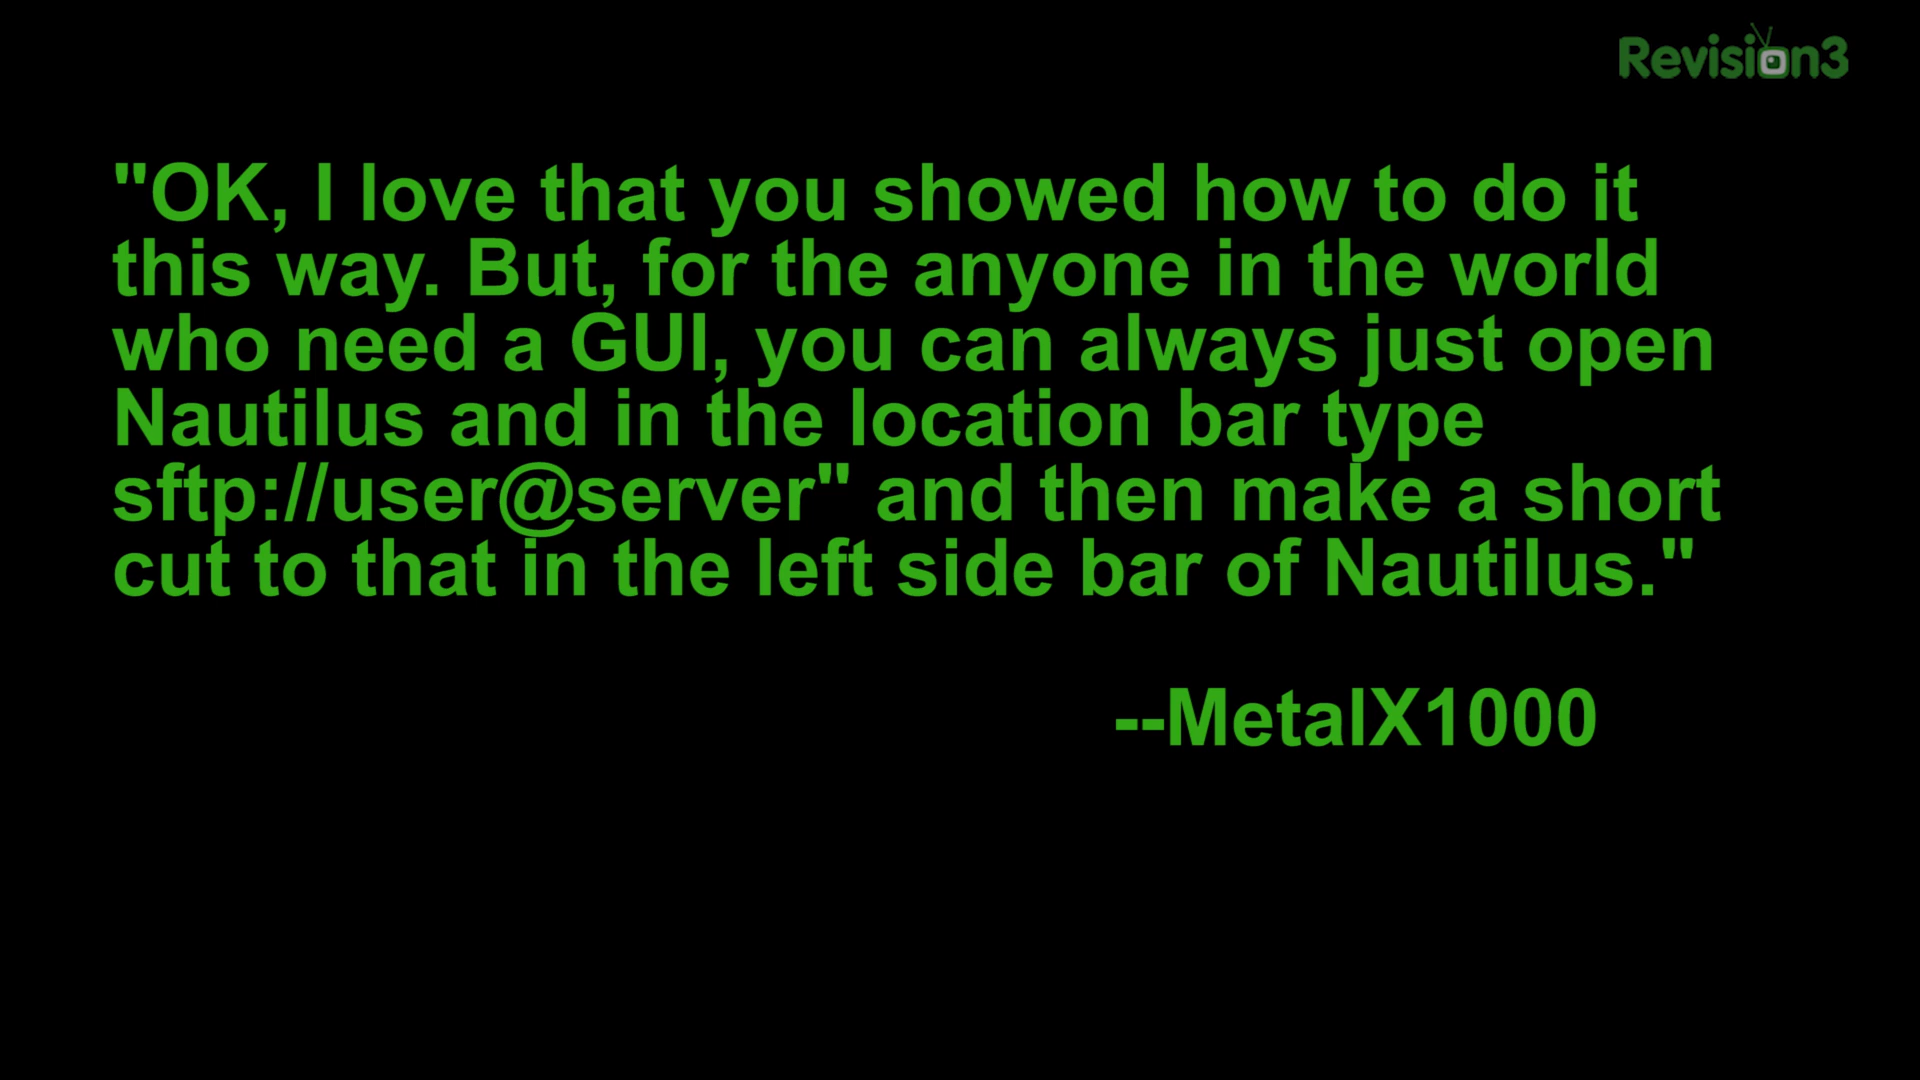 Revision3
"OK, I love that you showed how to do it
this way. But, for the anyone in the world
who need a GUI, you can always just open
Nautilus and in the location bar type
sftp://user@server" and then make a short
cut to that in the left side bar of Nautilus."
--MetalX1000